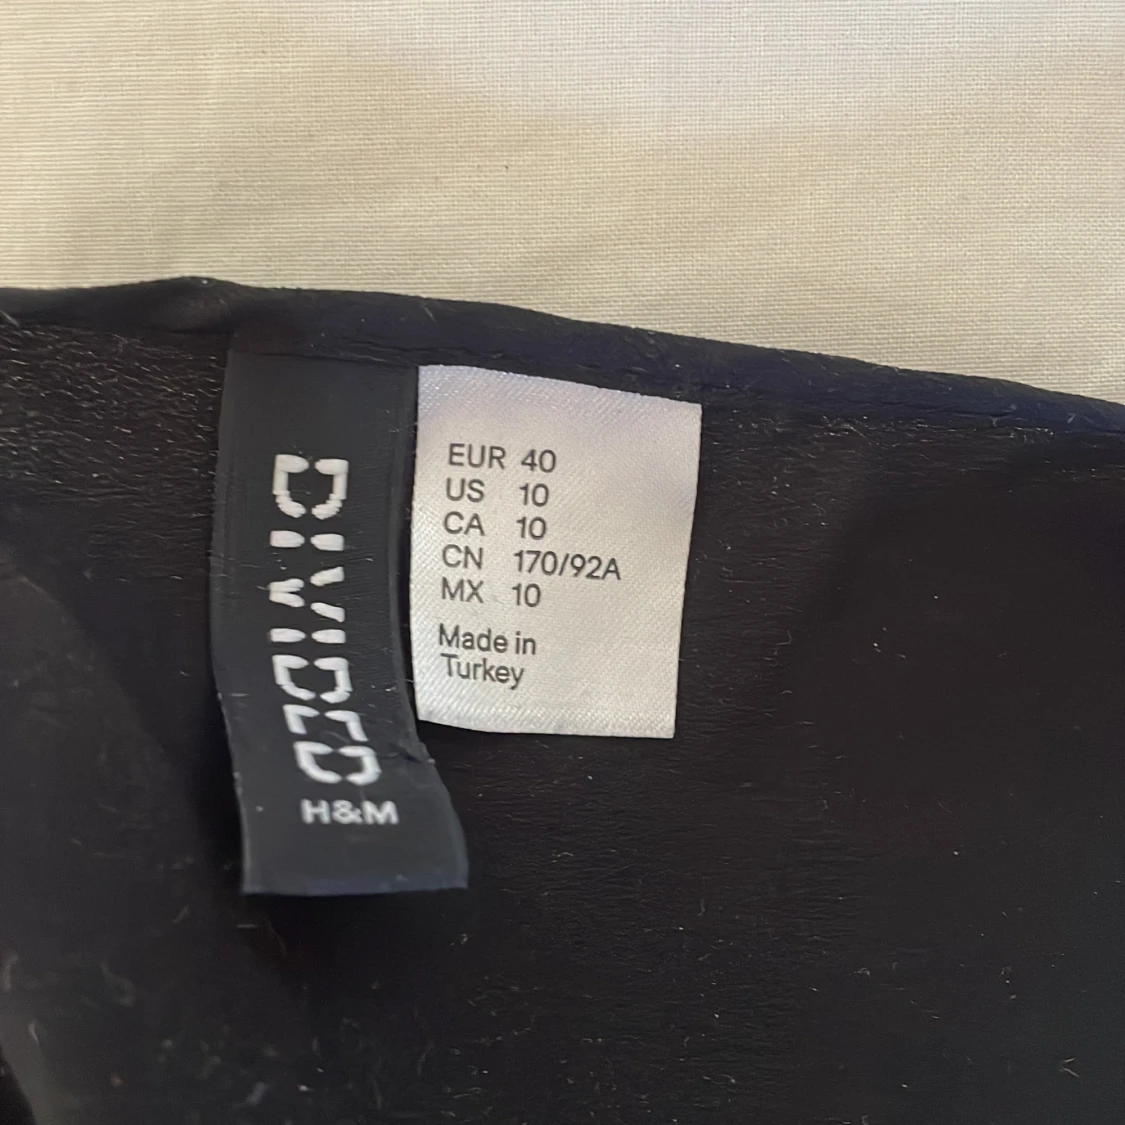 DIVIDED
H&M
EUR 40
US 10
CA 10
CN 170/92A
MX 10
Made in
Turkey